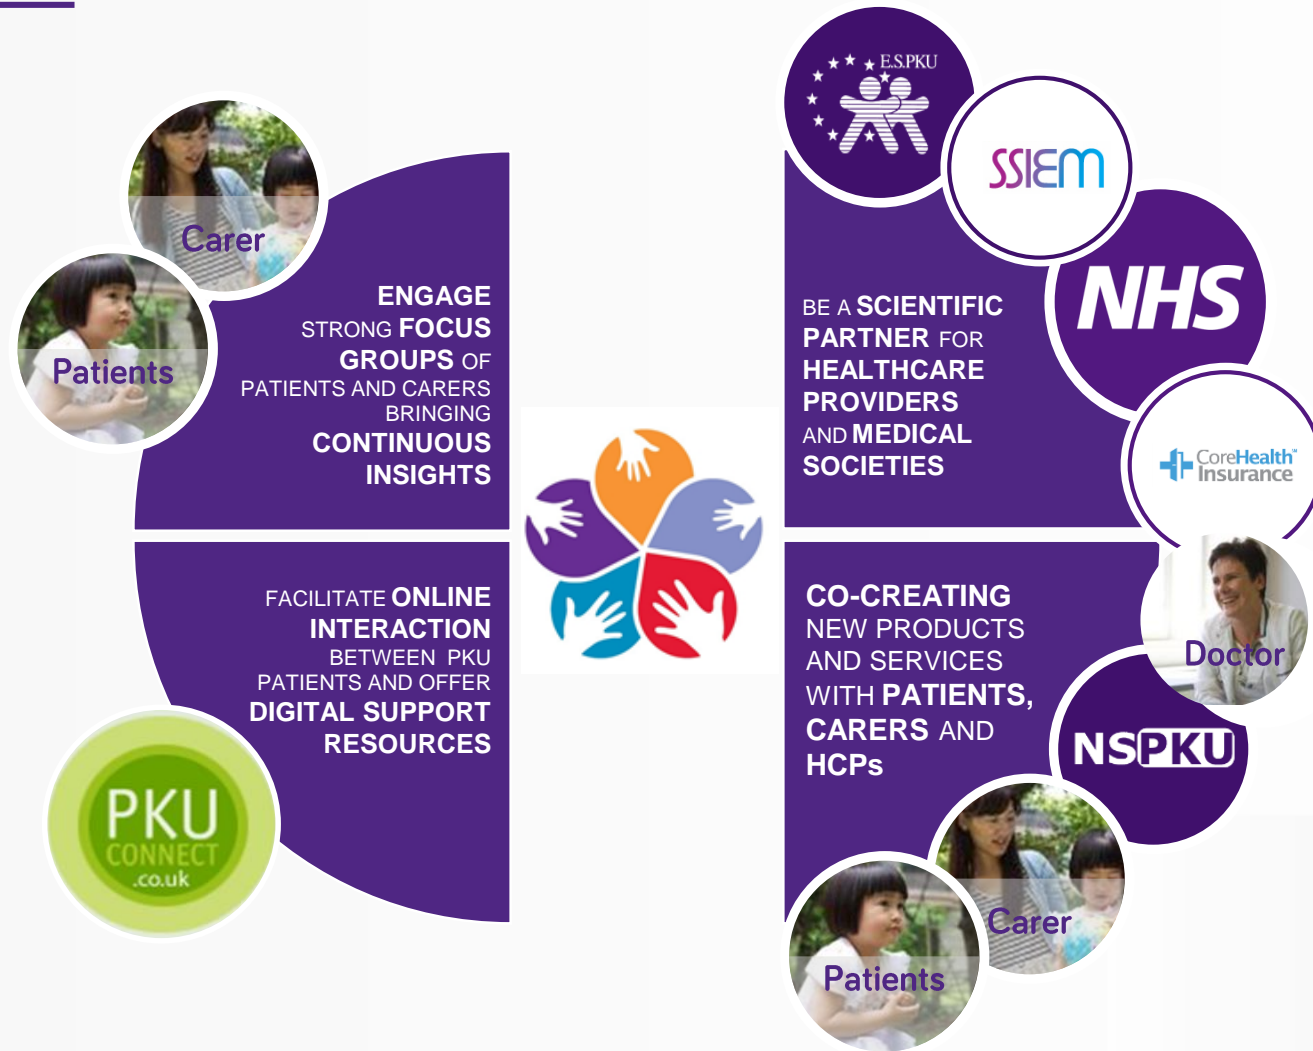 Carer
Patients
ENGAGE
STRONG FOCUS
GROUPS OF
PATIENTS AND CARERS
BRINGING
CONTINUOUS
INSIGHTS
E.S.PKU
SSIEM
NHS
CoreHealth™
Insurance
BE A SCIENTIFIC
PARTNER FOR
HEALTHCARE
PROVIDERS
AND MEDICAL
SOCIETIES
FACILITATE ONLINE
INTERACTION
BETWEEN PKU
PATIENTS AND OFFER
DIGITAL SUPPORT
RESOURCES
PKU
CONNECT
.co.uk
CO-CREATING
NEW PRODUCTS
AND SERVICES
WITH PATIENTS,
CARERS AND
HCPs
Doctor
NSPKU
Carer
Patients